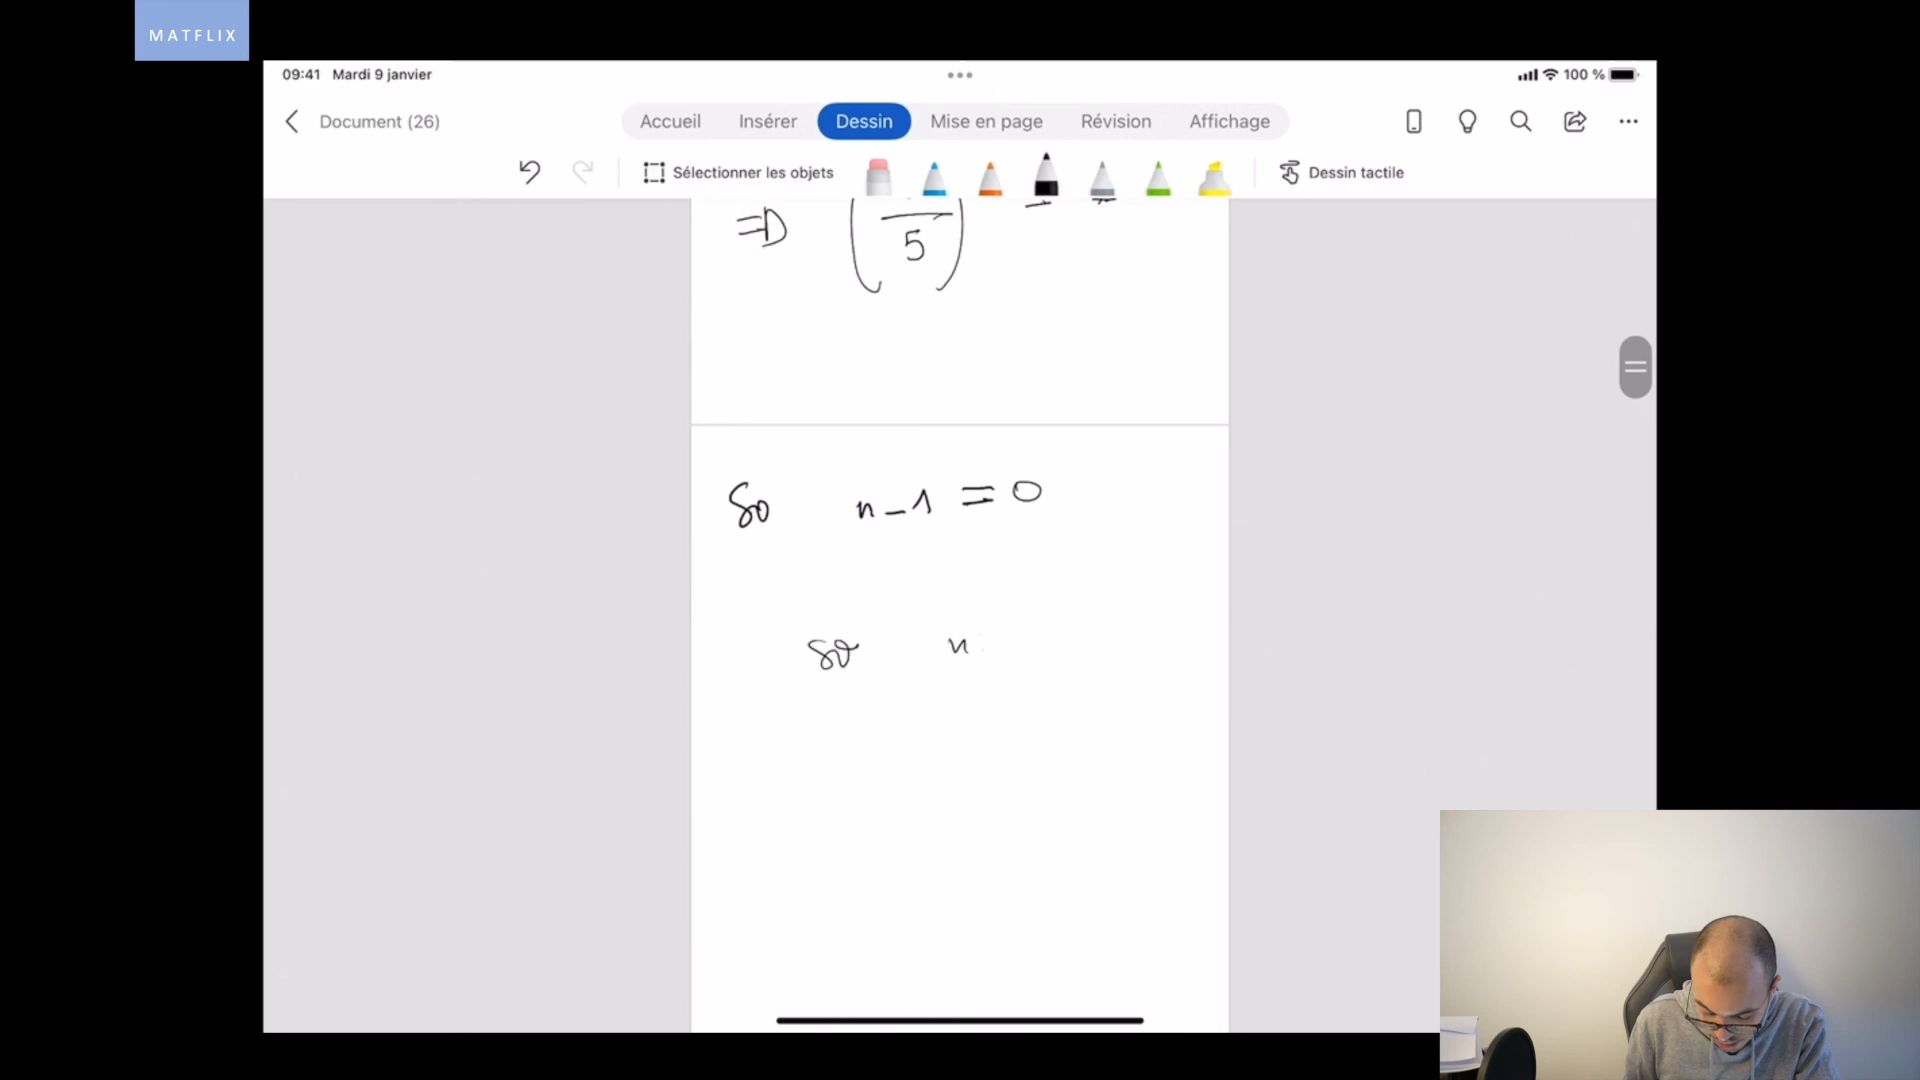 MATFLIX
09:41 Mardi 9 janvier 100 %
Document (26) Accueil Insérer Dessin Mise en page Révision Affichage
Sélectionner les objets Dessin tactile
=> ( 5 )
So n-1 = 0
so n